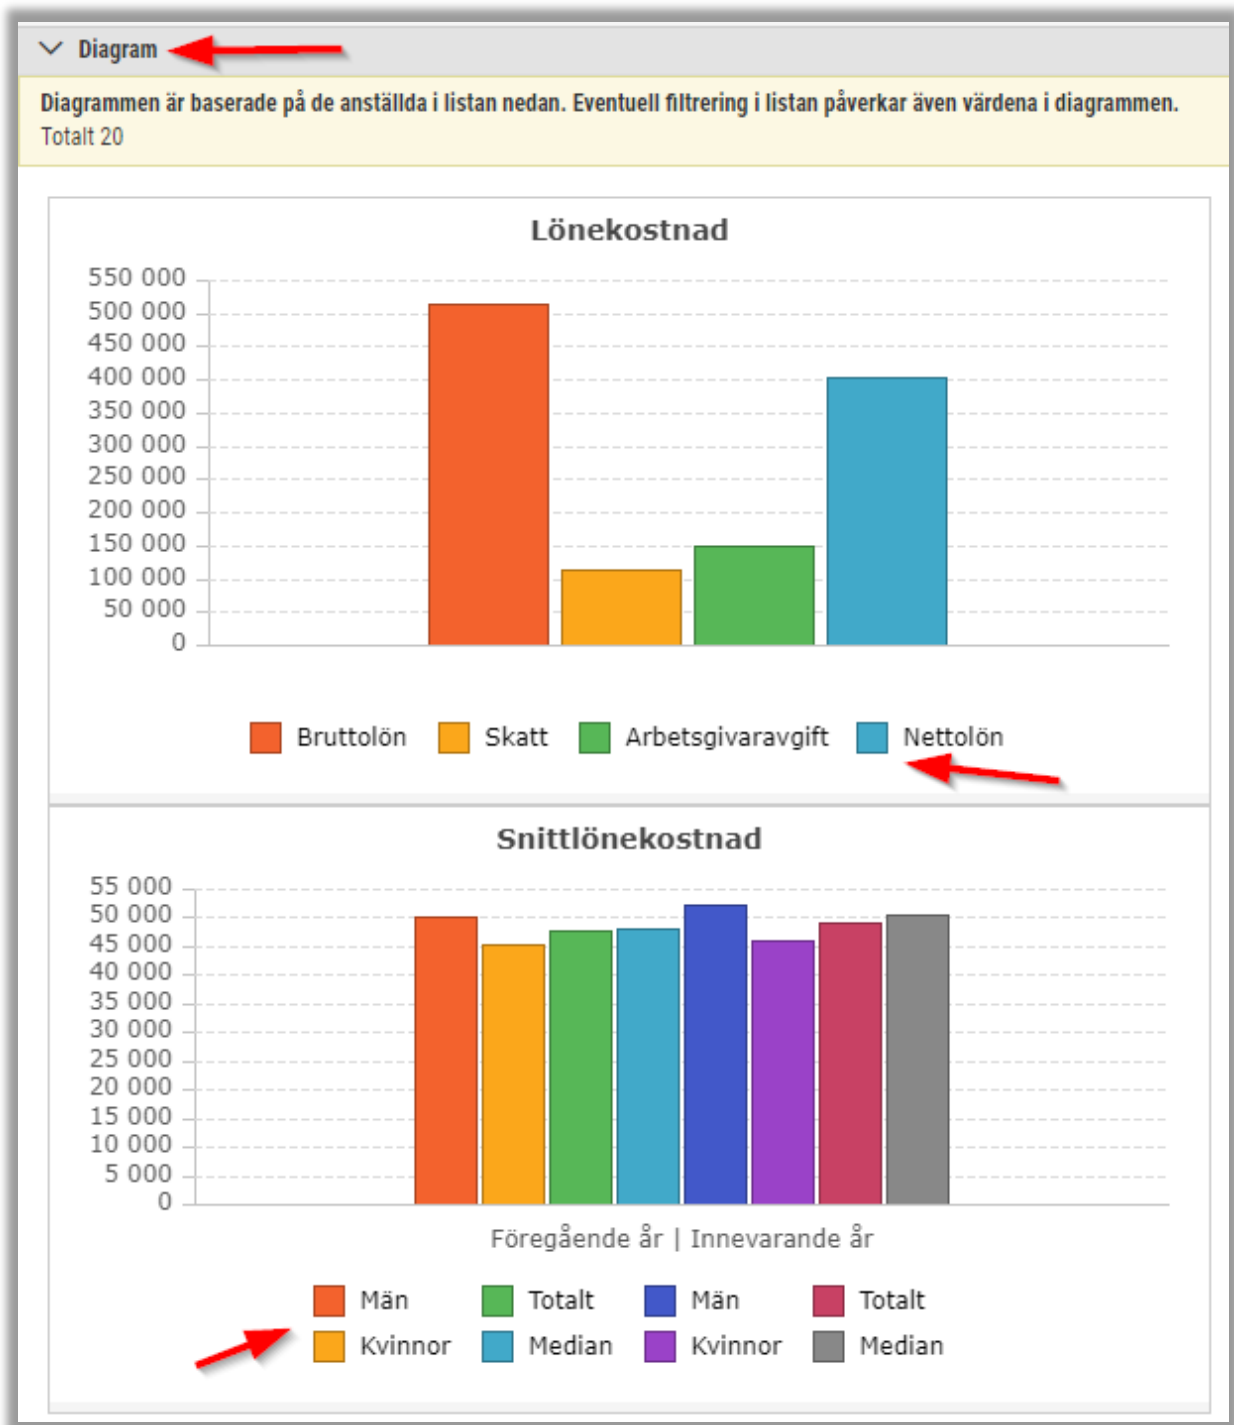 Diagram
Diagrammen är baserade på de anställda i listan nedan. Eventuell filtrering i listan påverkar även värdena i diagrammen.
Totalt 20
Lönekostnad
550 000
500 000
450 000
400 000
350 000
300 000
250 000
200 000
150 000
100 000
50 000
0
Bruttolön Skatt Arbetsgivaravgift Nettolön
Snittlönekostnad
55 000
50 000
45 000
40 000
35 000
30 000
25 000
20 000
15 000
10 000
5 000
0
Föregående år | Innevarande år
Män Totalt Män Totalt
Kvinnor Median Kvinnor Median